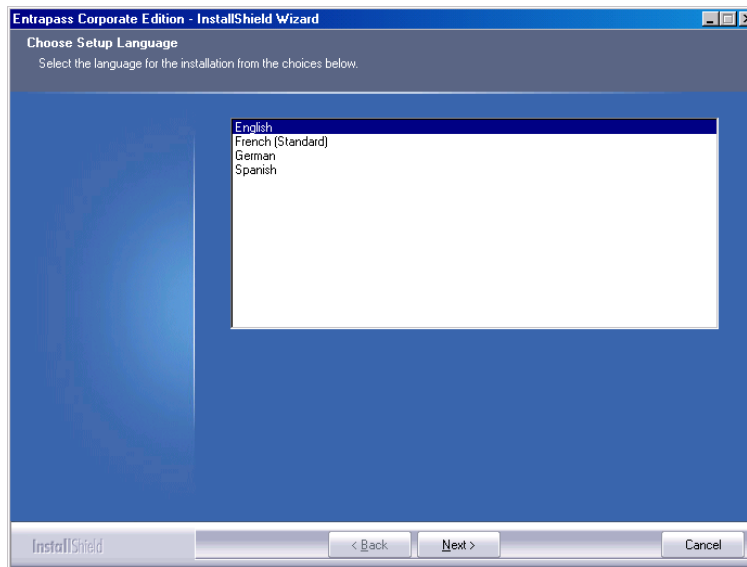 Entrapass Corporate Edition - InstallShield Wizard
Choose Setup Language
Select the language for the installation from the choices below.
English
French (Standard)
German
Spanish
InstallShield
< Back
Next >
Cancel